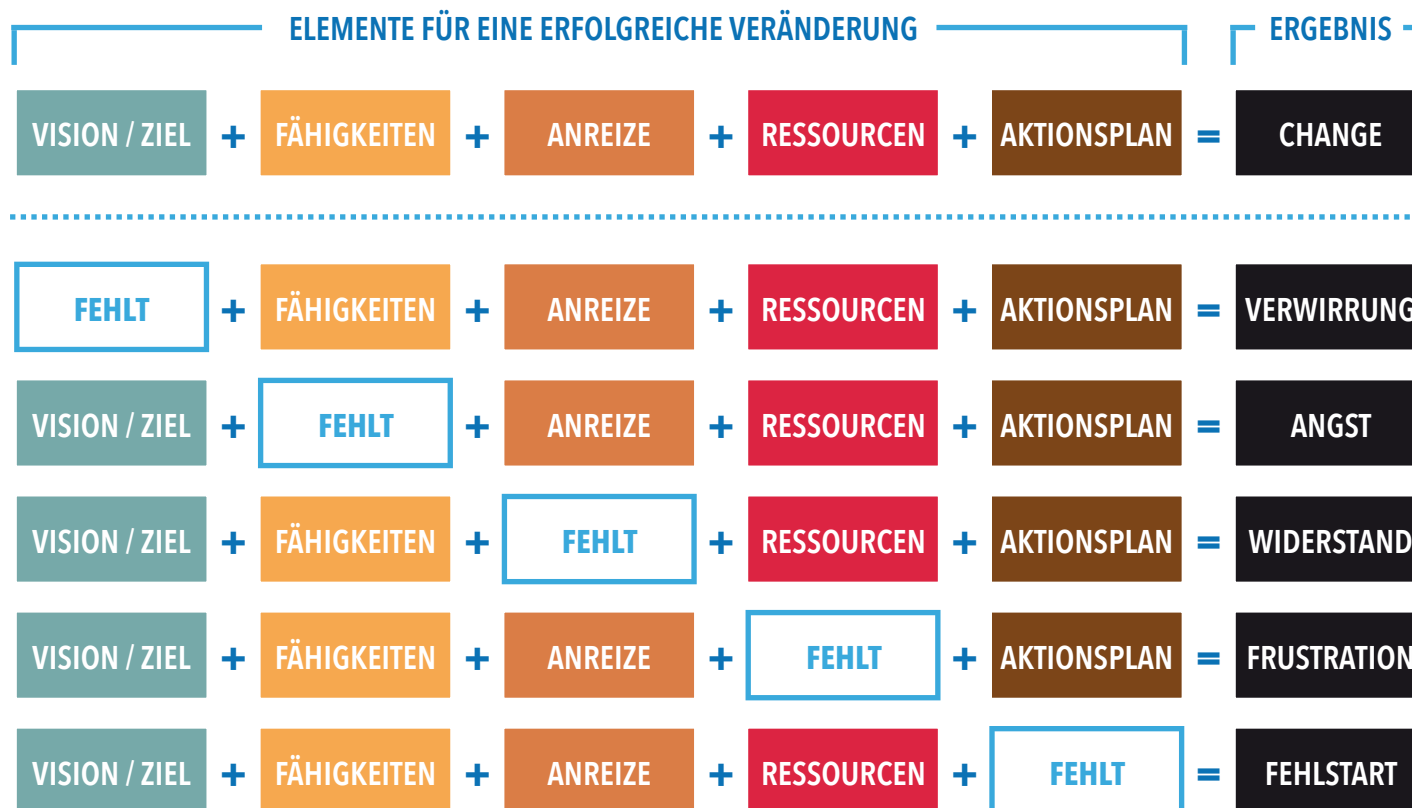 ELEMENTE FÜR EINE ERFOLGREICHE VERÄNDERUNG ERGEBNIS
VISION / ZIEL + FÄHIGKEITEN + ANREIZE + RESSOURCEN + AKTIONSPLAN = CHANGE
FEHLT + FÄHIGKEITEN + ANREIZE + RESSOURCEN + AKTIONSPLAN = VERWIRRUNG
VISION / ZIEL + FEHLT + ANREIZE + RESSOURCEN + AKTIONSPLAN = ANGST
VISION / ZIEL + FÄHIGKEITEN + FEHLT + RESSOURCEN + AKTIONSPLAN = WIDERSTAND
VISION / ZIEL + FÄHIGKEITEN + ANREIZE + FEHLT + AKTIONSPLAN = FRUSTRATION
VISION / ZIEL + FÄHIGKEITEN + ANREIZE + RESSOURCEN + FEHLT = FEHLSTART